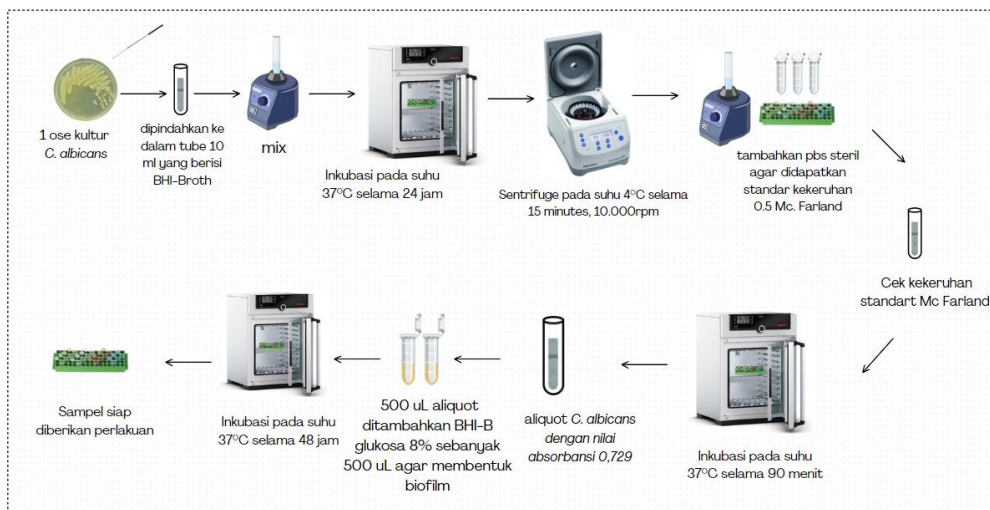 1 ose kultur
C. albicans
dipindahkan ke
dalam tube 10
ml yang berisi
BHI-Broth
mix
Inkubasi pada suhu
37°C selama 24 jam
Sentrifuge pada suhu 4°C selama
15 minutes, 10.000rpm
tambahkan pbs steril
agar didapatkan
standar kekeruhan
0.5 Mc. Farland
Cek kekeruhan
standart Mc Farland
Inkubasi pada suhu
37°C selama 90 menit
aliquot C. albicans
dengan nilai
absorbansi 0,729
500 uL aliquot
ditambahkan BHI-B
glukosa 8% sebanyak
500 uL agar membentuk
biofilm
Inkubasi pada suhu
37°C selama 48 jam
Sampel siap
diberikan perlakuan